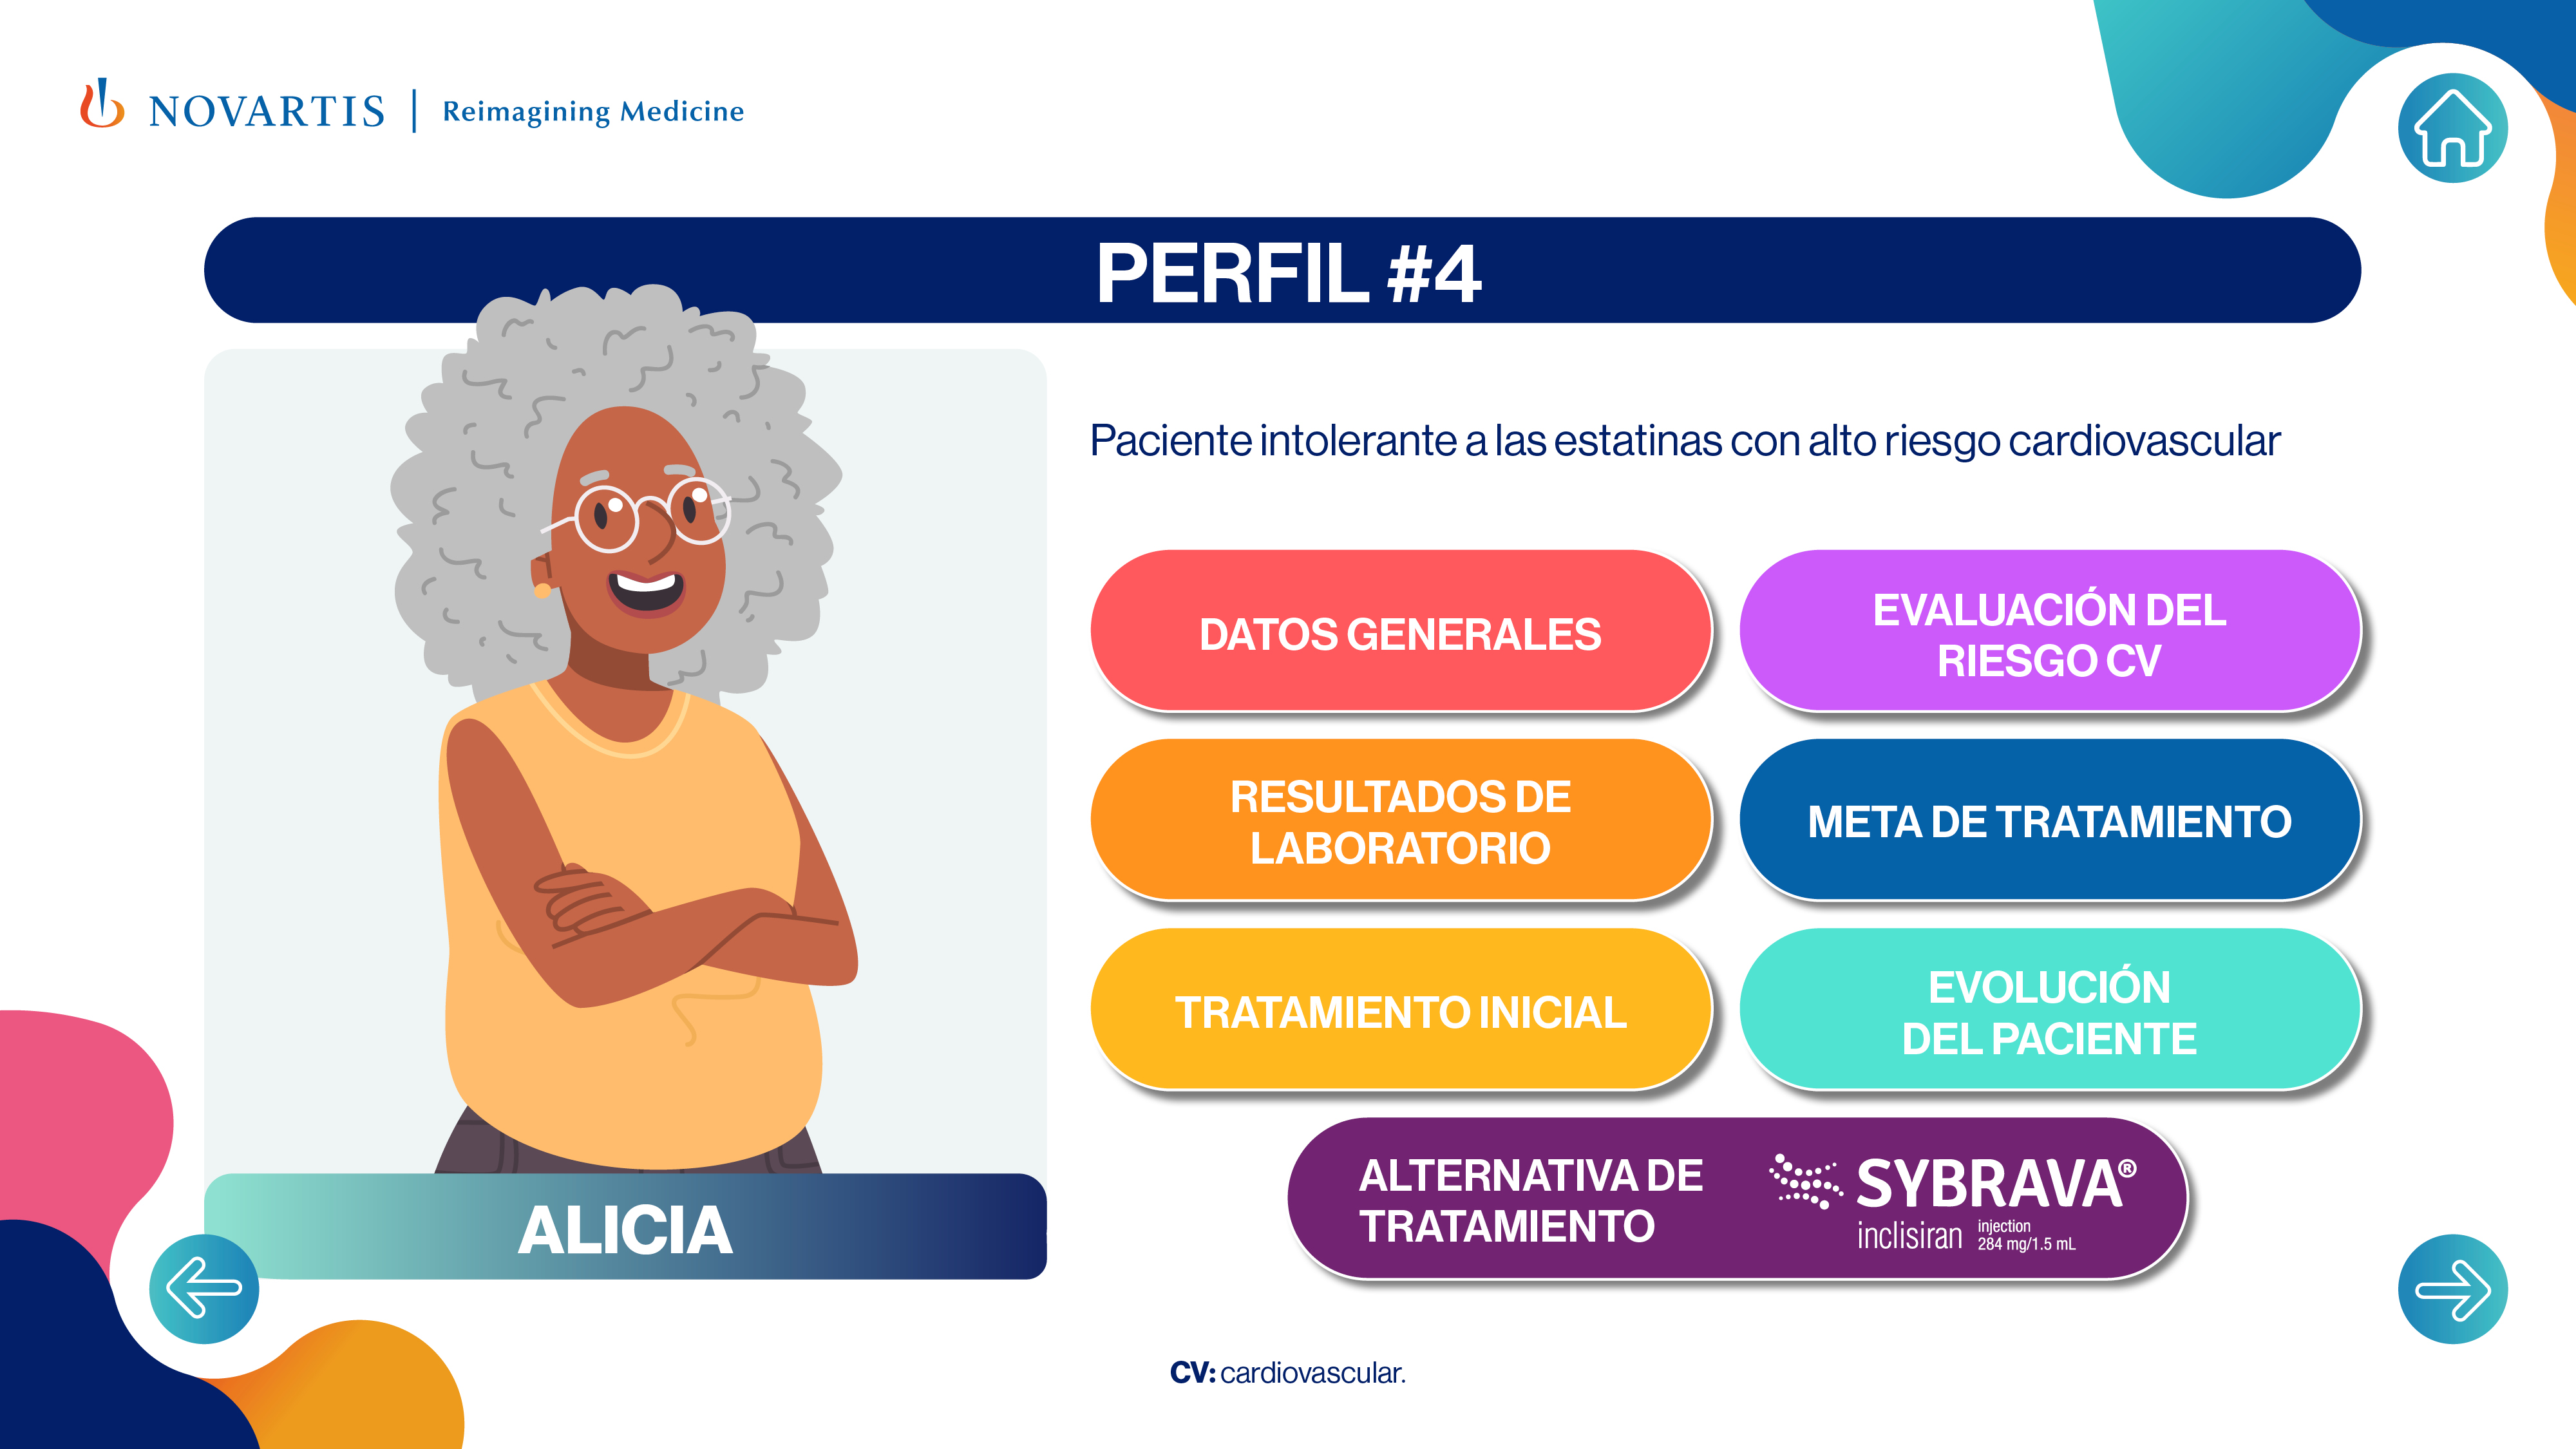 NOVARTIS | Reimagining Medicine
PERFIL #4
Paciente intolerante a las estatinas con alto riesgo cardiovascular
DATOS GENERALES
EVALUACIÓN DEL
RIESGO CV
RESULTADOS DE
LABORATORIO
META DE TRATAMIENTO
TRATAMIENTO INICIAL
EVOLUCIÓN
DEL PACIENTE
ALTERNATIVA DE
TRATAMIENTO
SYBRAVA®
inclisiran
injection
284 mg/1.5 mL
ALICIA
CV: cardiovascular.